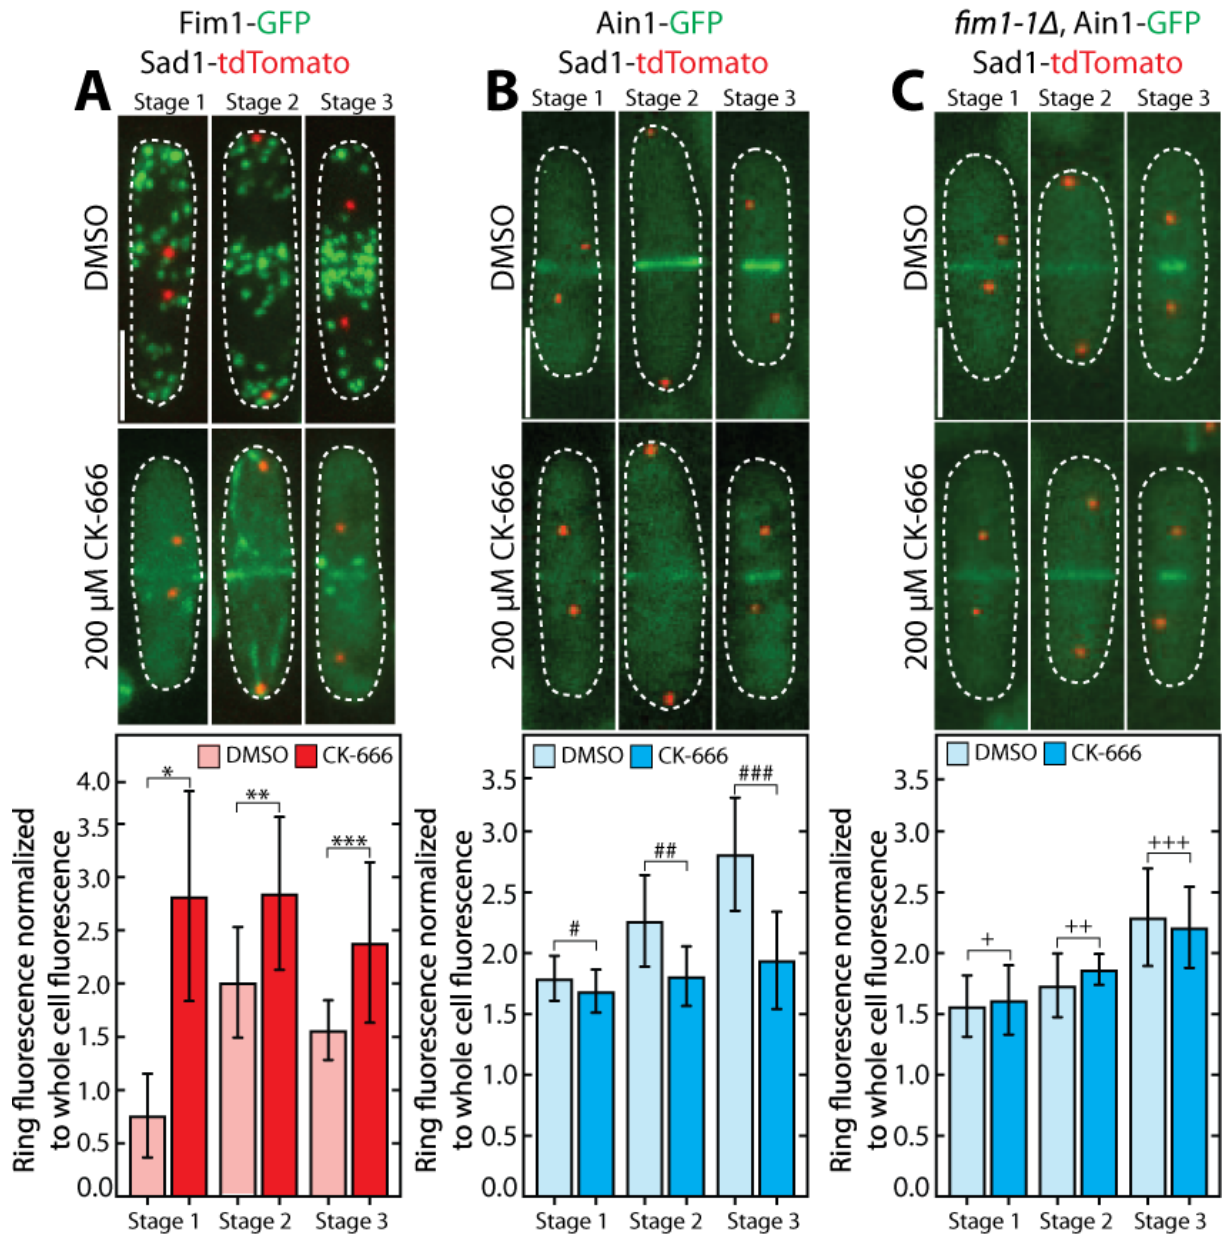 Fim1-GFP
Sad1-tdTomato
A
Stage 1 Stage 2 Stage 3
DMSO
200 µM CK-666
DMSO CK-666
Ring fluorescence normalized
to whole cell fluorescence
4.0
3.5
3.0
2.5
2.0
1.5
1.0
0.5
0.0
*
**
***
Stage 1 Stage 2 Stage 3
Ain1-GFP
Sad1-tdTomato
B
Stage 1 Stage 2 Stage 3
DMSO
200 µM CK-666
DMSO CK-666
Ring fluorescence normalized
to whole cell fluorescence
3.5
3.0
2.5
2.0
1.5
1.0
0.5
0.0
#
##
###
Stage 1 Stage 2 Stage 3
fim1-1Δ, Ain1-GFP
Sad1-tdTomato
C
Stage 1 Stage 2 Stage 3
DMSO
200 µM CK-666
DMSO CK-666
Ring fluorescence normalized
to whole cell fluorescence
3.5
3.0
2.5
2.0
1.5
1.0
0.5
0.0
+
++
+++
Stage 1 Stage 2 Stage 3